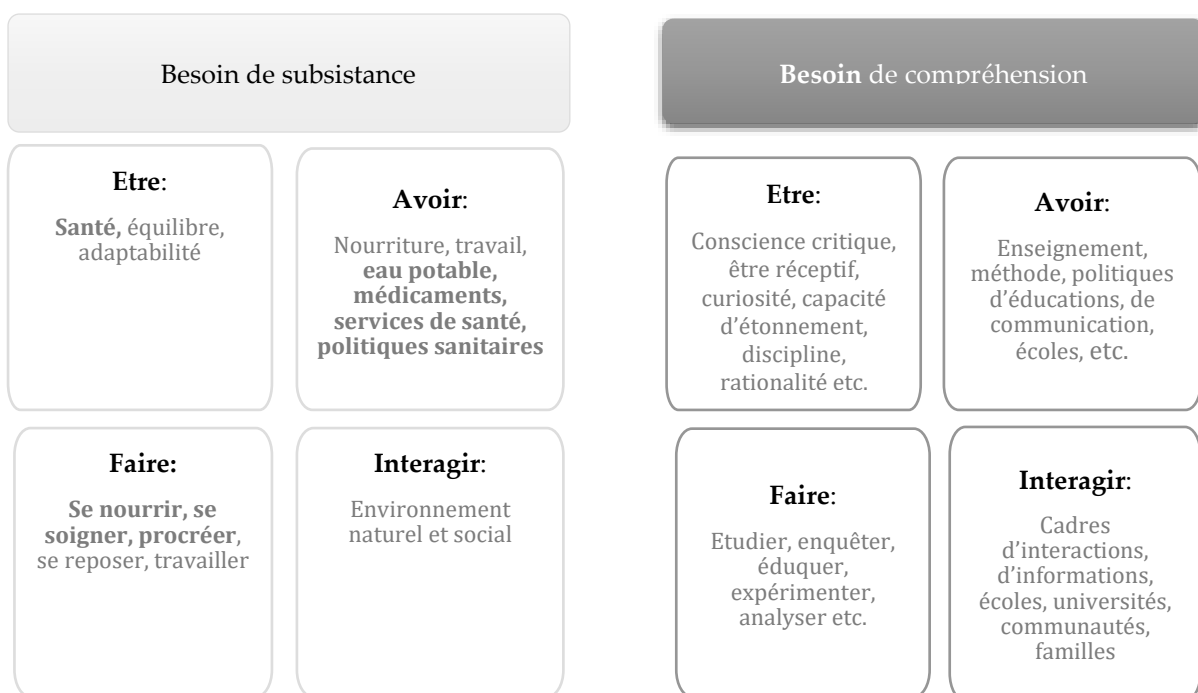 Besoin de subsistance
Etre:
Santé, équilibre,
adaptabilité
Avoir:
Nourriture, travail,
eau potable,
médicaments,
services de santé,
politiques sanitaires
Faire:
Se nourrir, se
soigner, procréer,
se reposer, travailler
Interagir:
Environnement
naturel et social
Besoin de compréhension
Etre:
Conscience critique,
être réceptif,
curiosité, capacité
d’étonnement,
discipline,
rationalité etc.
Avoir:
Enseignement,
méthode, politiques
d’éducations, de
communication,
écoles, etc.
Faire:
Etudier, enquêter,
éduquer,
expérimenter,
analyser etc.
Interagir:
Cadres
d’interactions,
d’informations,
écoles, universités,
communautés,
familles